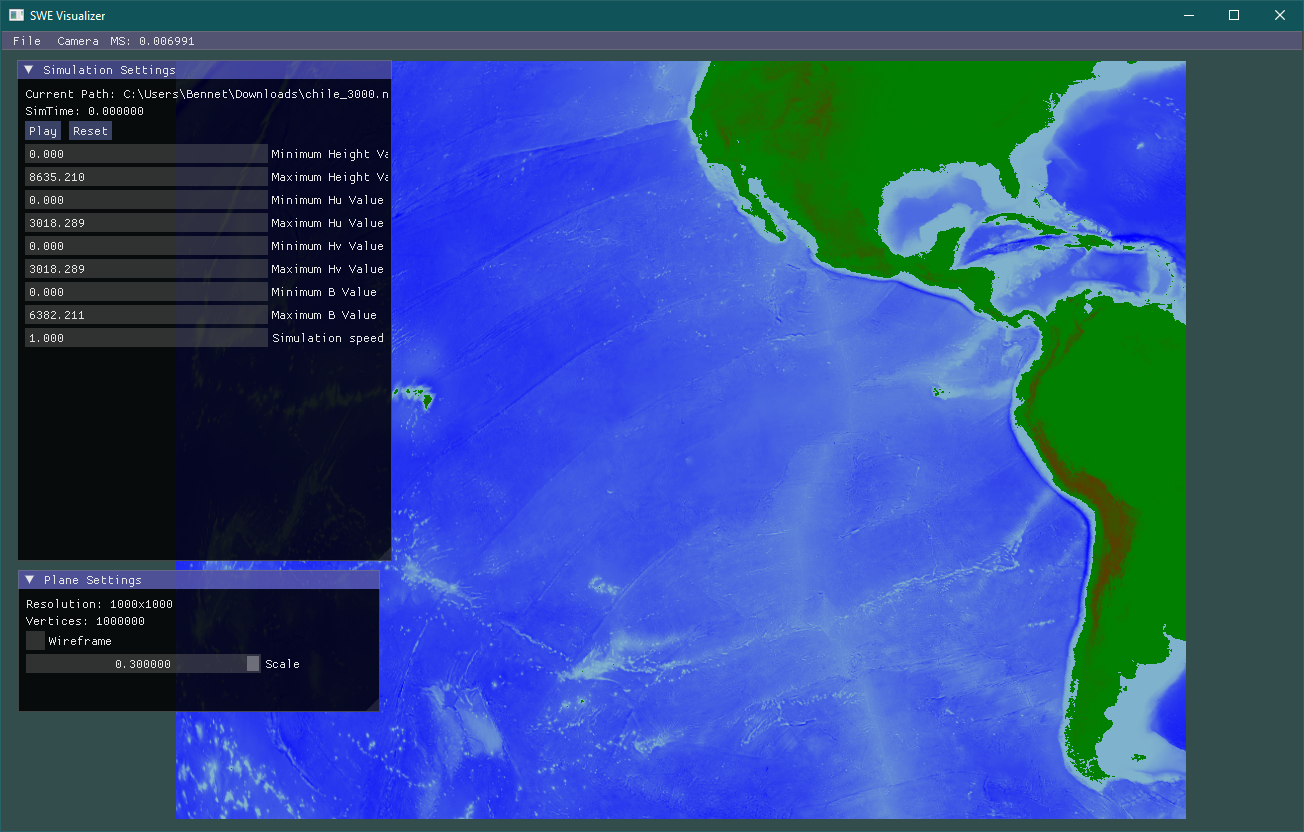 SWE Visualizer
File Camera MS: 0.006991
Simulation Settings
Current Path: C:\Users\Bennet\Downloads\chile_3000.n
SimTime: 0.000000
Play Reset
0.000 Minimum Height Va
8635.210 Maximum Height Va
0.000 Minimum Hu Value
3018.289 Maximum Hu Value
0.000 Minimum Hv Value
3018.289 Maximum Hv Value
0.000 Minimum B Value
6382.211 Maximum B Value
1.000 Simulation speed
Plane Settings
Resolution: 1000x1000
Vertices: 1000000
Wireframe
0.300000 Scale